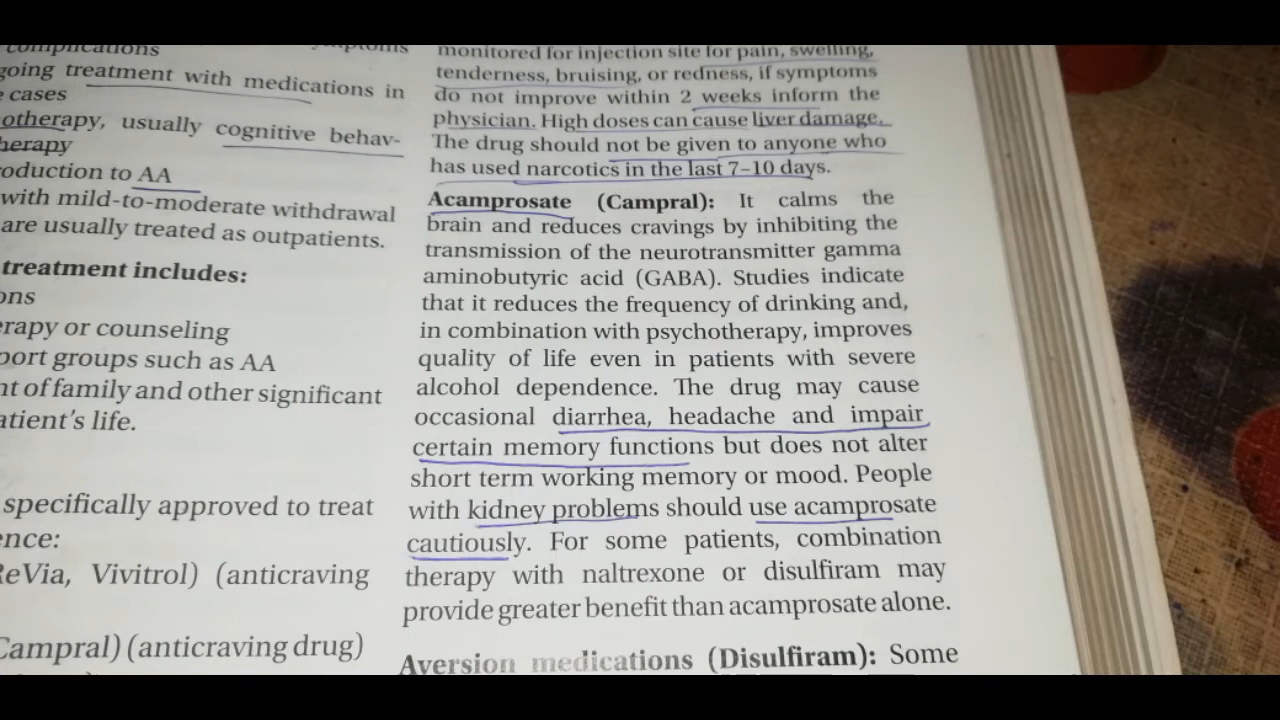 complications
going treatment with medications in
e cases
otherapy, usually cognitive behav-
herapy
oduction to AA
with mild-to-moderate withdrawal
are usually treated as outpatients.
treatment includes:
ons
erapy or counseling
port groups such as AA
nt of family and other significant
atient's life.
specifically approved to treat
ence:
ReVia, Vivitrol) (anticraving
Campral) (anticraving drug)
monitored for injection site for pain, swelling,
tenderness, bruising, or redness, if symptoms
do not improve within 2 weeks inform the
physician. High doses can cause liver damage.
The drug should not be given to anyone who
has used narcotics in the last 7–10 days.
Acamprosate (Campral): It calms the
brain and reduces cravings by inhibiting the
transmission of the neurotransmitter gamma
aminobutyric acid (GABA). Studies indicate
that it reduces the frequency of drinking and,
in combination with psychotherapy, improves
quality of life even in patients with severe
alcohol dependence. The drug may cause
occasional diarrhea, headache and impair
certain memory functions but does not alter
short term working memory or mood. People
with kidney problems should use acamprosate
cautiously. For some patients, combination
therapy with naltrexone or disulfiram may
provide greater benefit than acamprosate alone.
Aversion medications (Disulfiram): Some